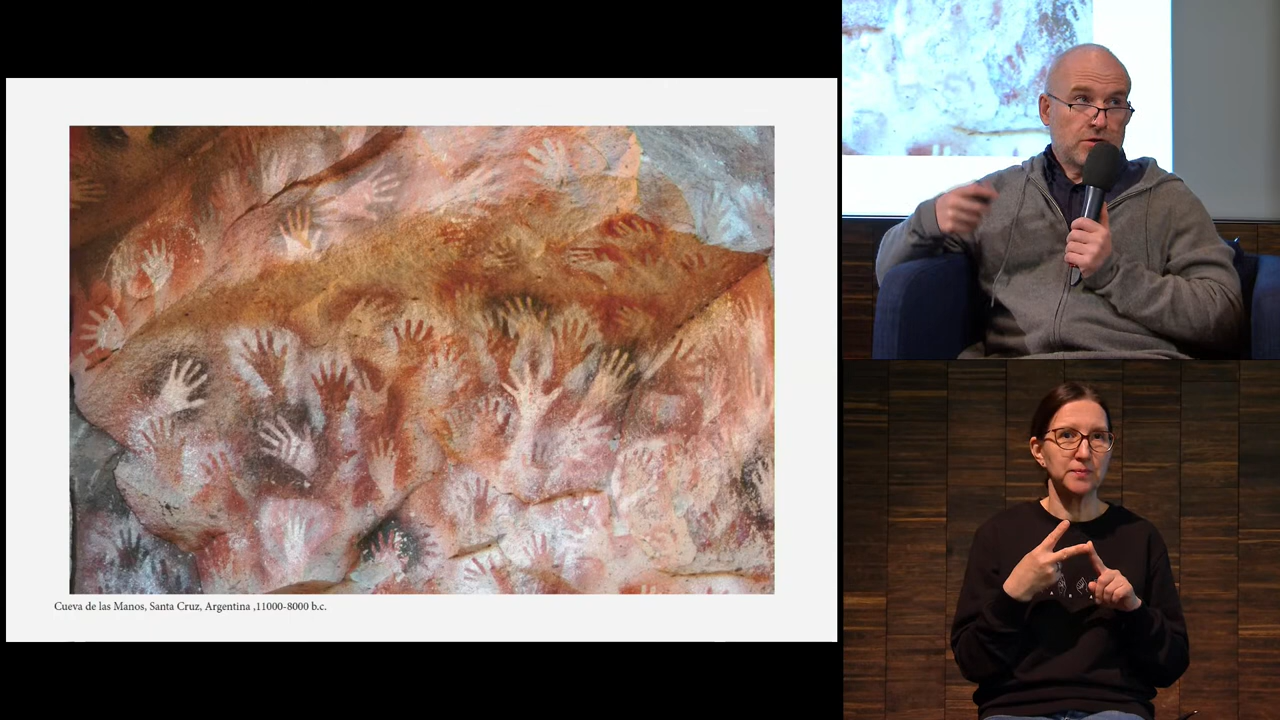 Cueva de las Manos, Santa Cruz, Argentina ,11000-8000 b.c.